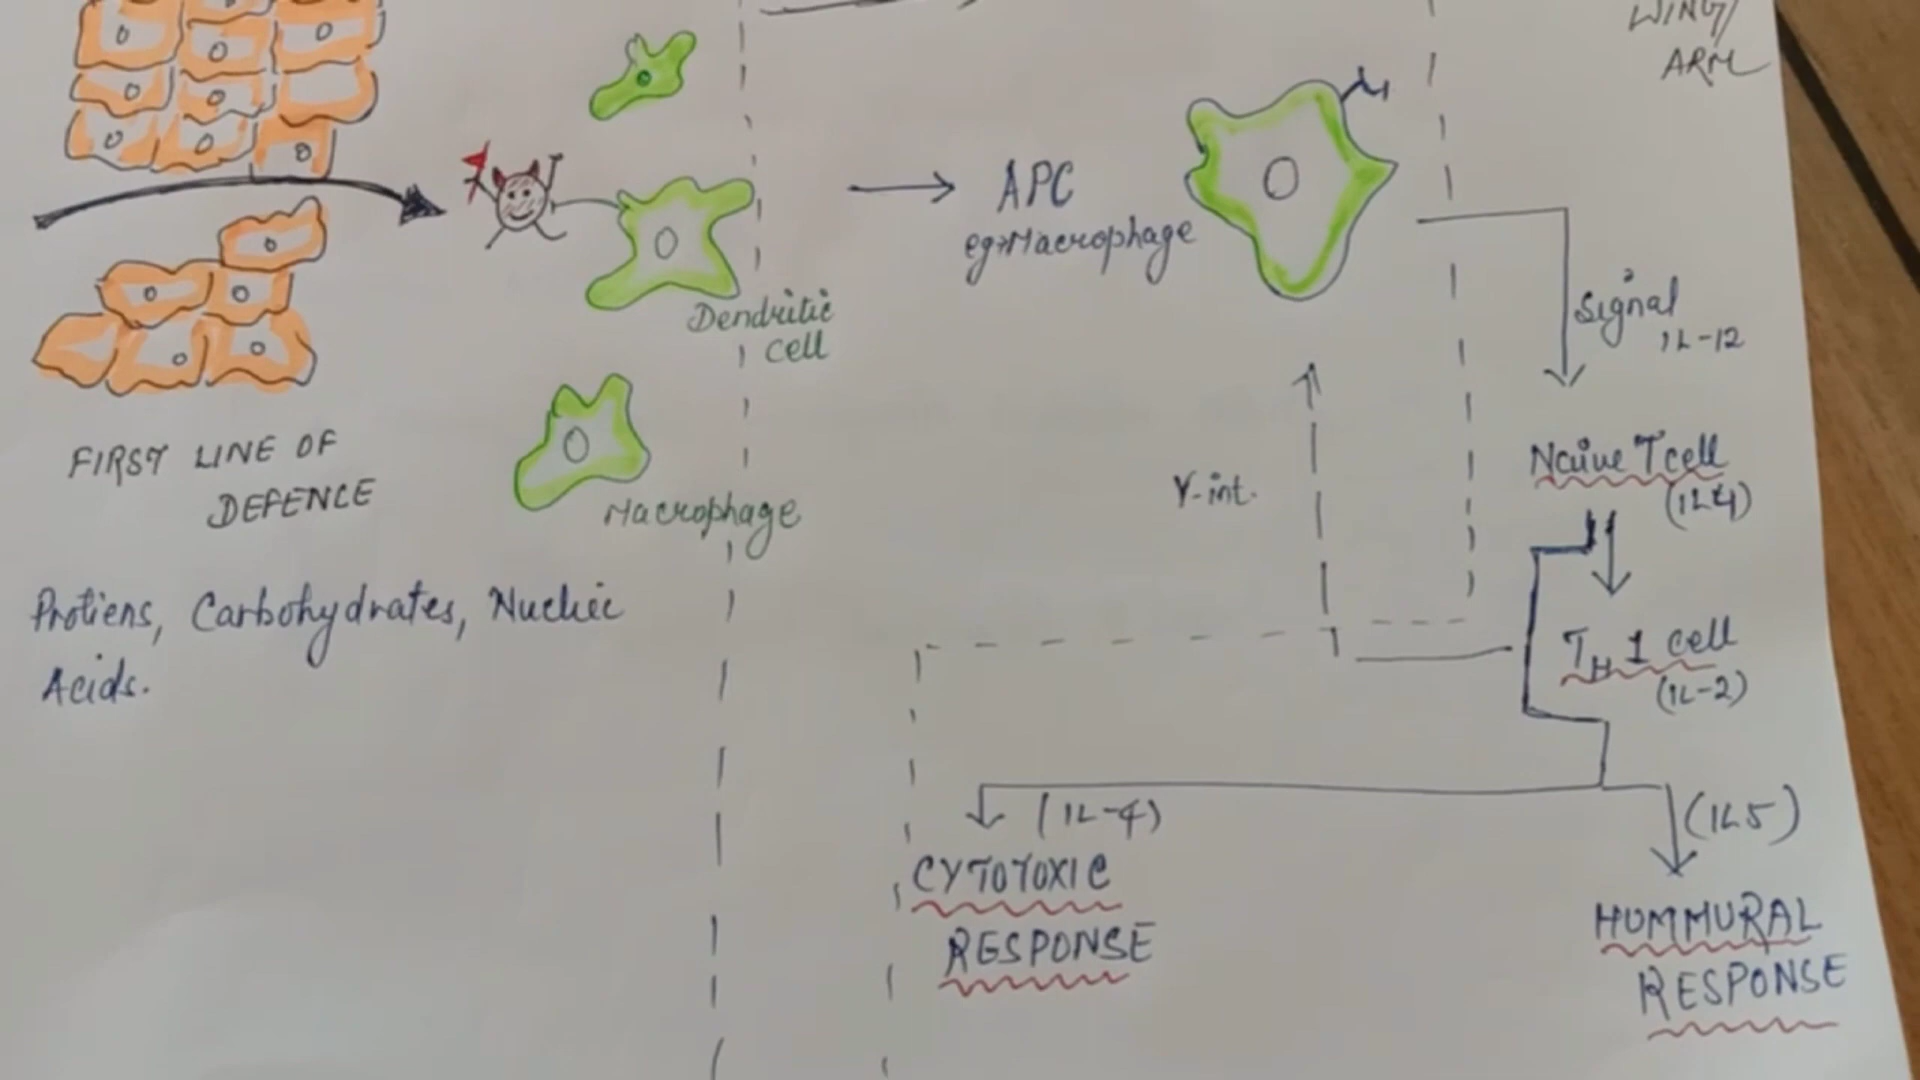 WING/
ARM
APC
eg→Macrophage
Dendritic
cell
Signal
IL-12
FIRST LINE OF
DEFENCE
Macrophage
Naive T cell
(IL4)
γ-int.
Protiens, Carbohydrates, Nucleic
Acids.
TH 1 cell
(IL-2)
(IL-4)
(IL5)
CYTOTOXIC
RESPONSE
HUMMURAL
RESPONSE